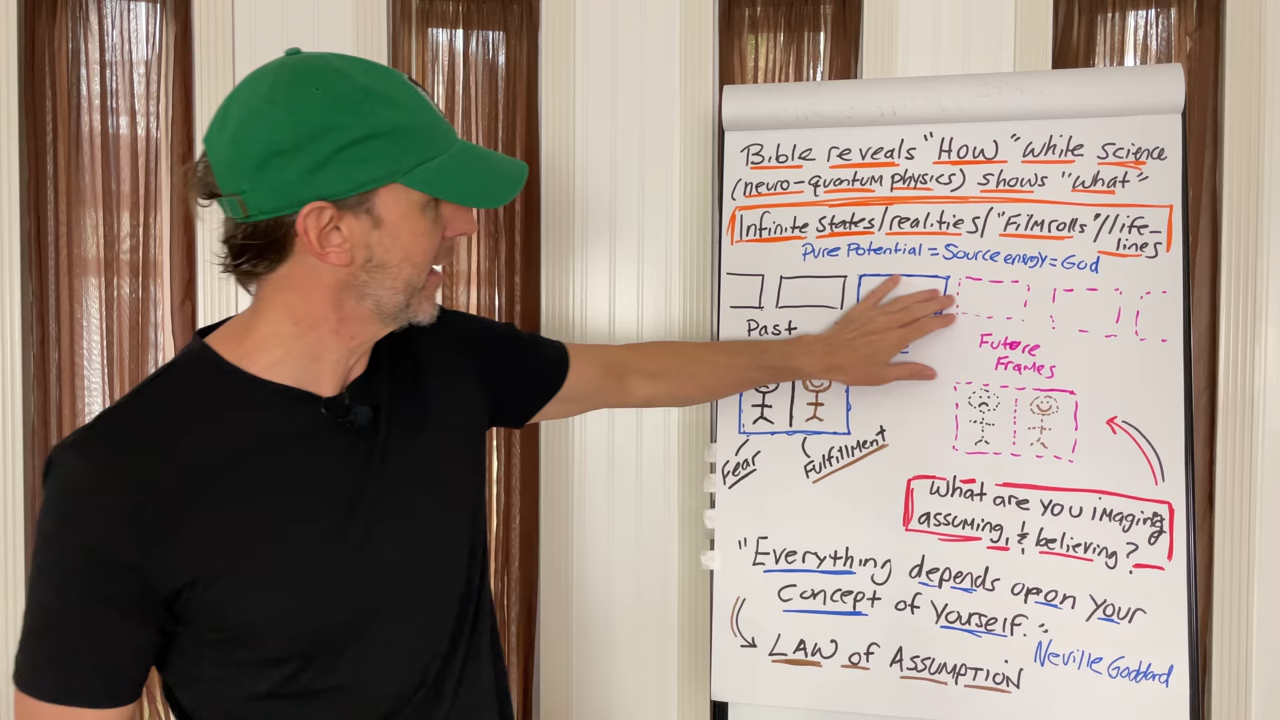 Bible reveals "How" while science
(neuro-quantum physics) shows "what"
Infinite states/realities/"Filmrolls"/life-
lines
Pure Potential = Source energy = God
Past
Future
Frames
Fear
Fulfillment
What are you imaging,
assuming, & believing?
"Everything depends opon your
Concept of Yourself."
LAW of ASSUMPTION
Neville Goddard